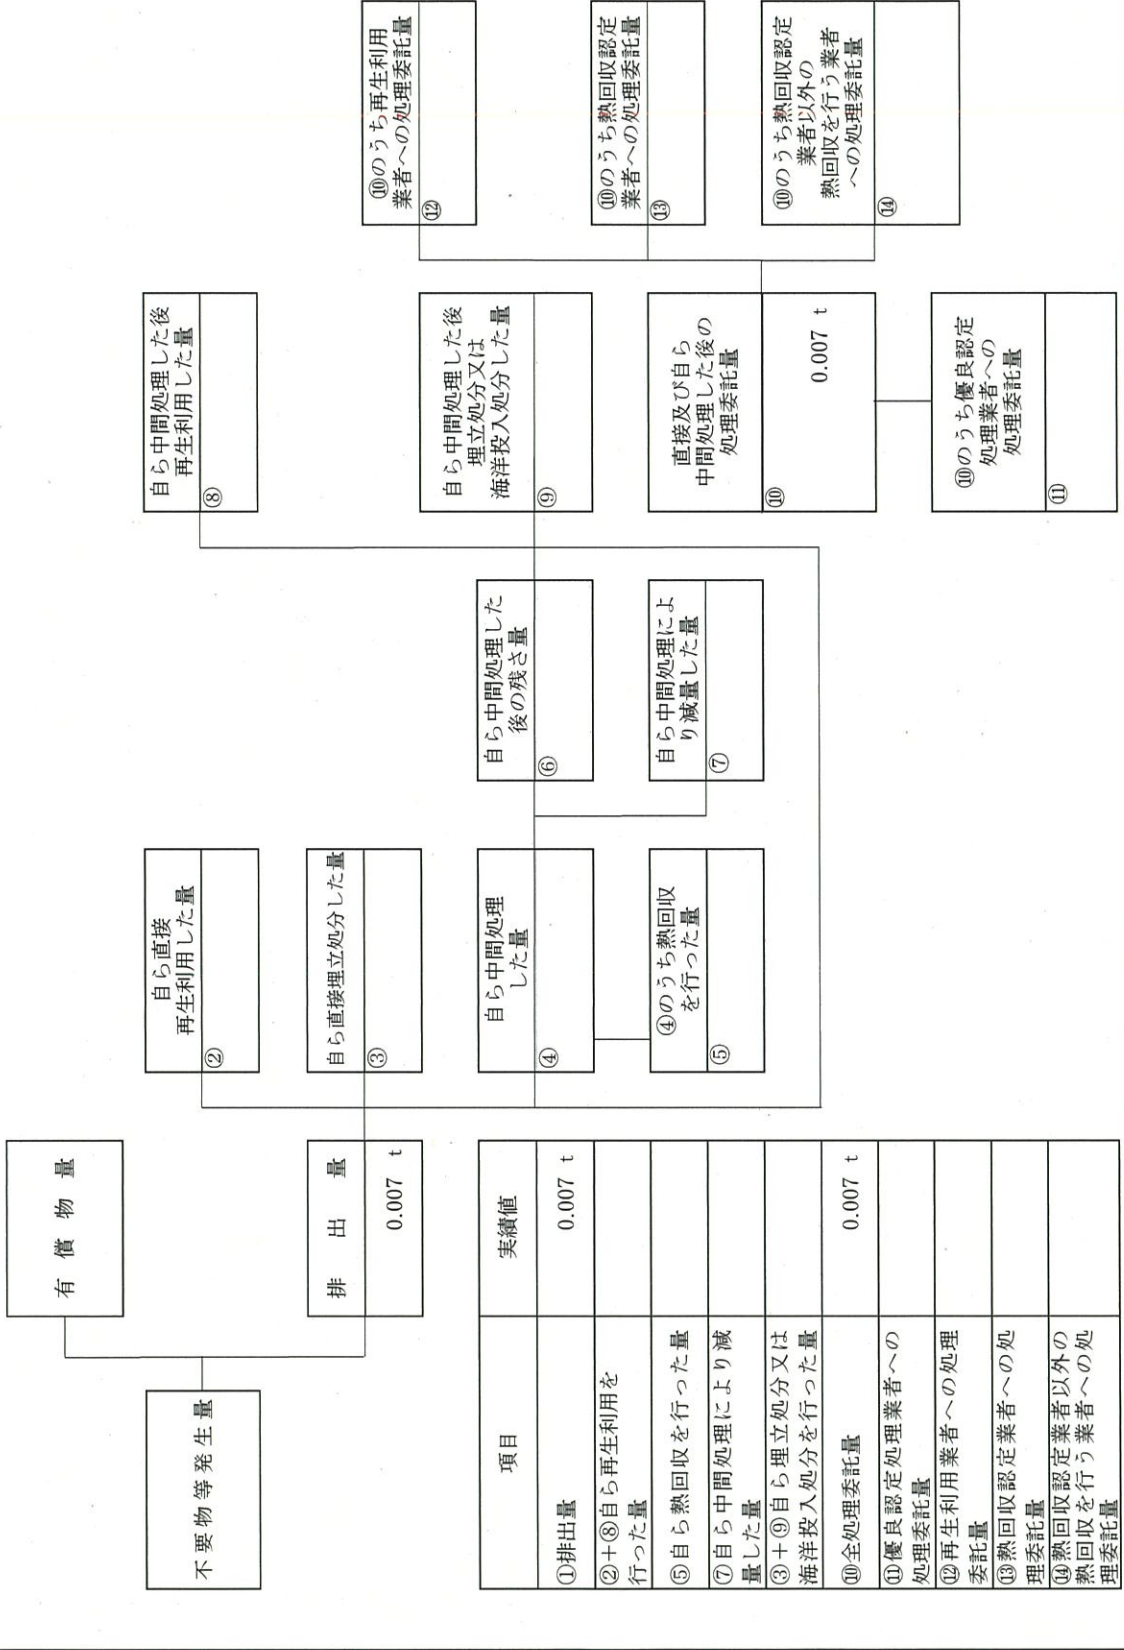 不要物等発生量
有償物量
排出量
0.007 t
自ら直接
再生利用した量
②
自ら直接埋立処分した量
③
自ら中間処理
した量
④
④のうち熱回収
を行った量
⑤
自ら中間処理した
後の残さ量
⑥
自ら中間処理によ
り減量した量
⑦
自ら中間処理した後
再生利用した量
⑧
自ら中間処理した後
埋立処分又は
海洋投入処分した量
⑨
直接及び自ら
中間処理した後の
処理委託量
⑩
0.007 t
⑩のうち優良認定
処理業者への
処理委託量
⑪
⑩のうち再生利用
業者への処理委託量
⑫
⑩のうち熱回収認定
業者への処理委託量
⑬
⑩のうち熱回収認定
業者以外の
熱回収を行う業者
への処理委託量
⑭
項目 実績値
①排出量 0.007 t
②+⑧自ら再生利用を
行った量
⑤自ら熱回収を行った量
⑦自ら中間処理により減
量した量
③+⑨自ら埋立処分又は
海洋投入処分を行った量
⑩全処理委託量 0.007 t
⑪優良認定処理業者への
処理委託量
⑫再生利用業者への処理
委託量
⑬熱回収認定業者への処
理委託量
⑭熱回収認定業者以外の
熱回収を行う業者への処
理委託量